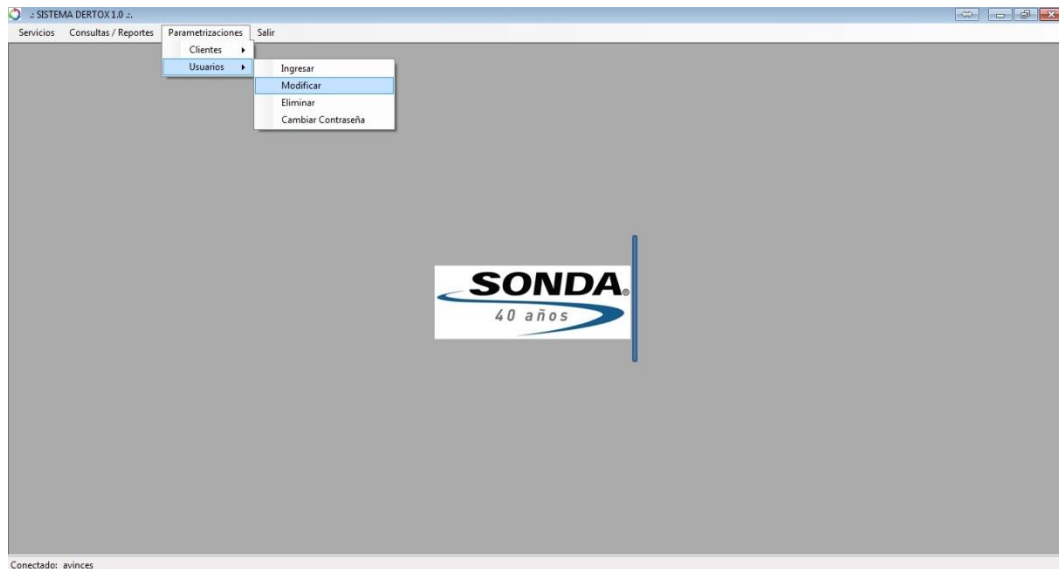 .: SISTEMA DERTOX 1.0 :.
Servicios Consultas / Reportes Parametrizaciones Salir
Clientes
Usuarios
Ingresar
Modificar
Eliminar
Cambiar Contraseña
SONDA®
40 años
Conectado: avinces